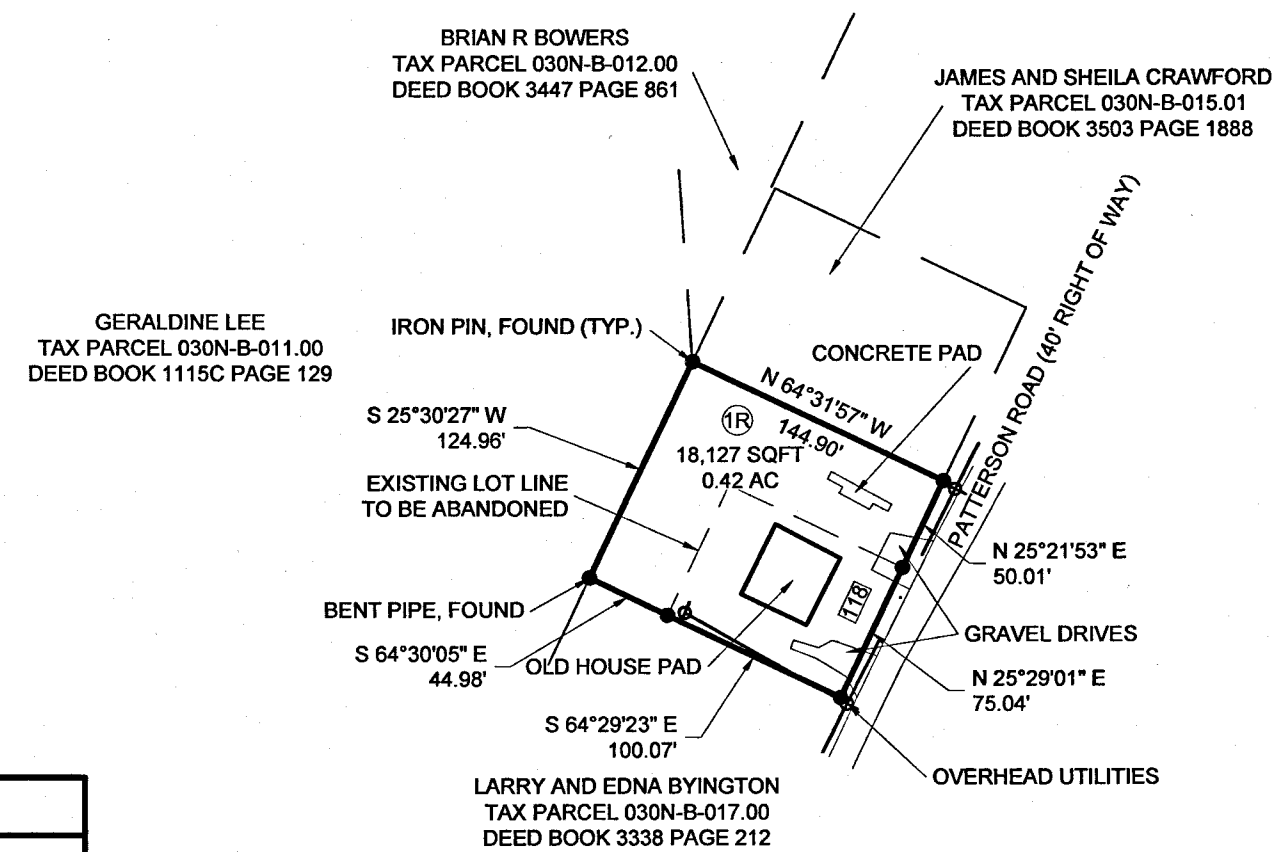 BRIAN R BOWERS
TAX PARCEL 030N-B-012.00
DEED BOOK 3447 PAGE 861
JAMES AND SHEILA CRAWFORD
TAX PARCEL 030N-B-015.01
DEED BOOK 3503 PAGE 1888
PATTERSON ROAD (40' RIGHT OF WAY)
GERALDINE LEE
TAX PARCEL 030N-B-011.00
DEED BOOK 1115C PAGE 129
IRON PIN, FOUND (TYP.)
CONCRETE PAD
N 64°31'57" W
144.90'
1R
18,127 SQFT
0.42 AC
S 25°30'27" W
124.96'
EXISTING LOT LINE
TO BE ABANDONED
N 25°21'53" E
50.01'
118
BENT PIPE, FOUND
GRAVEL DRIVES
S 64°30'05" E
44.98'
OLD HOUSE PAD
N 25°29'01" E
75.04'
S 64°29'23" E
100.07'
OVERHEAD UTILITIES
LARRY AND EDNA BYINGTON
TAX PARCEL 030N-B-017.00
DEED BOOK 3338 PAGE 212